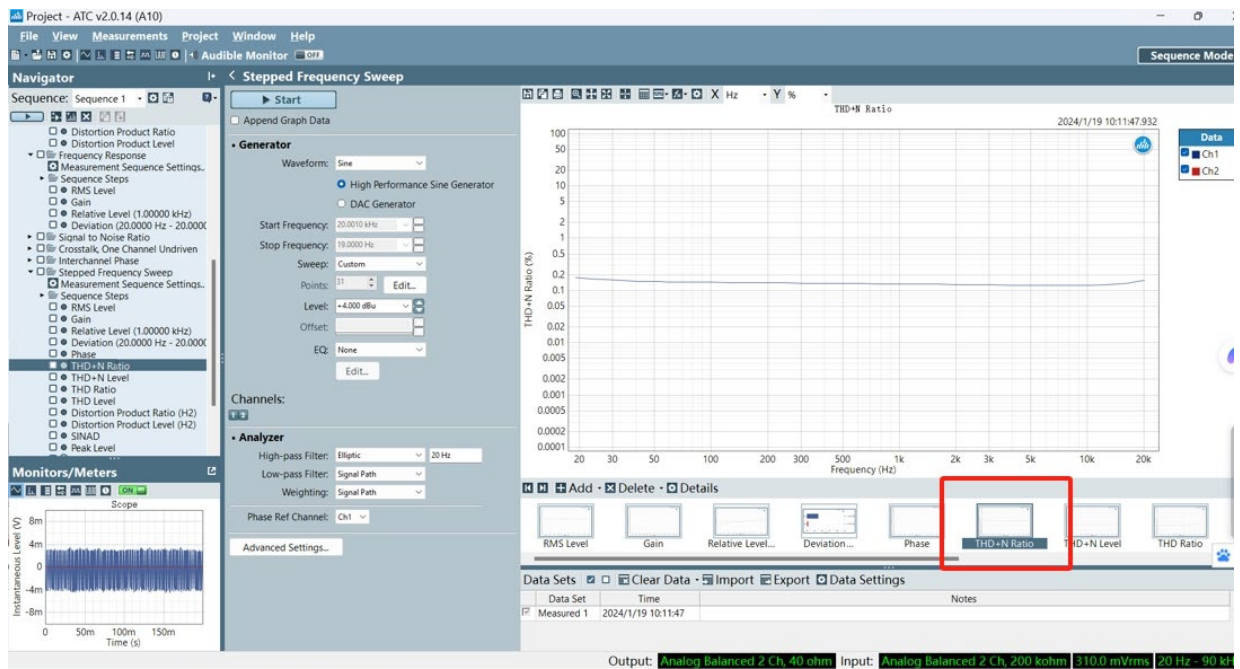 Project - ATC v2.0.14 (A10)
File View Measurements Project Window Help
Audible Monitor OFF
Sequence Mode
Navigator
Sequence: Sequence 1
Distortion Product Ratio
Distortion Product Level
Frequency Response
Measurement Sequence Settings...
Sequence Steps
RMS Level
Gain
Relative Level (1.00000 kHz)
Deviation (20.0000 Hz - 20.000(
Signal to Noise Ratio
Crosstalk, One Channel Undriven
Interchannel Phase
Stepped Frequency Sweep
Measurement Sequence Settings...
Sequence Steps
RMS Level
Gain
Relative Level (1.00000 kHz)
Deviation (20.0000 Hz - 20.000(
Phase
THD+N Ratio
THD+N Level
THD Ratio
THD Level
Distortion Product Ratio (H2)
Distortion Product Level (H2)
SINAD
Peak Level
Monitors/Meters
ON
Scope
Instantaneous Level (V)
8m
4m
0
-4m
-8m
0 50m 100m 150m
Time (s)
Stepped Frequency Sweep
Start
Append Graph Data
Generator
Waveform: Sine
High Performance Sine Generator
DAC Generator
Start Frequency: 20.0010 kHz
Stop Frequency: 19.0000 Hz
Sweep: Custom
Points: 31 Edit...
Level: +4.000 dBu
Offset:
EQ: None
Edit...
Channels:
1 2
Analyzer
High-pass Filter: Elliptic 20 Hz
Low-pass Filter: Signal Path
Weighting: Signal Path
Phase Ref Channel: Ch1
Advanced Settings...
X Hz Y %
THD+N Ratio
2024/1/19 10:11:47.932
THD+N Ratio (%)
100
50
20
10
5
2
1
0.5
0.2
0.1
0.05
0.02
0.01
0.005
0.002
0.001
0.0005
0.0002
0.0001
20 30 50 100 200 300 500 1k 2k 3k 5k 10k 20k
Frequency (Hz)
Data
Ch1
Ch2
Add Delete Details
RMS Level Gain Relative Level... Deviation... Phase THD+N Ratio THD+N Level THD Ratio
Data Sets Clear Data Import Export Data Settings
Data Set Time Notes
Measured 1 2024/1/19 10:11:47
Output: Analog Balanced 2 Ch, 40 ohm Input: Analog Balanced 2 Ch, 200 kohm 310.0 mVrms 20 Hz - 90 kH